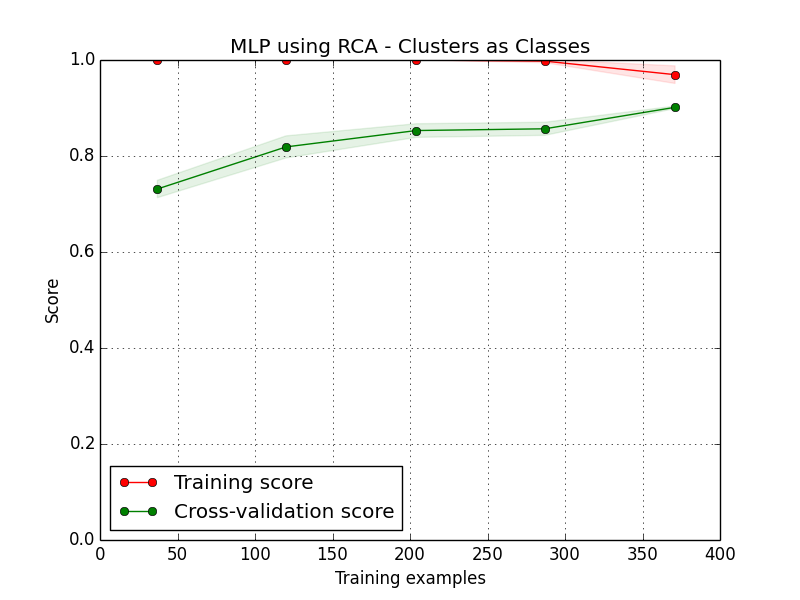 MLP using RCA - Clusters as Classes
1.0
0.8
0.6
0.4
0.2
0.0
Score
Training score
Cross-validation score
0 50 100 150 200 250 300 350 400
Training examples